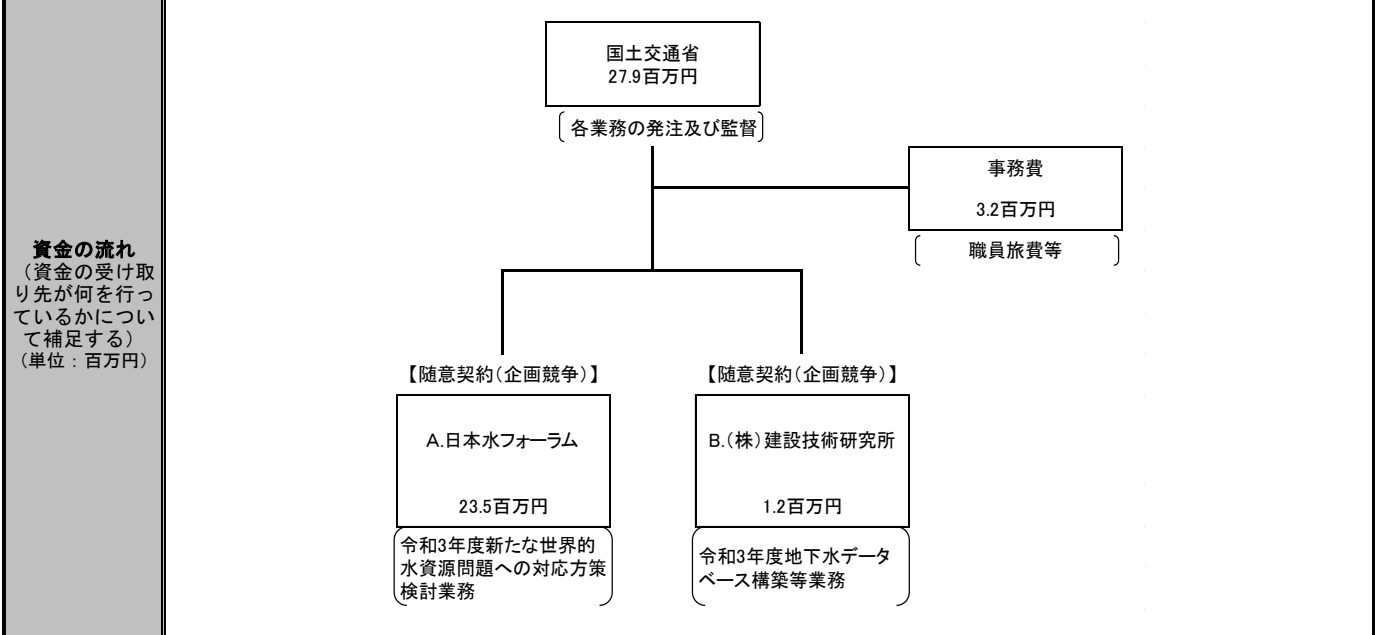 資金の流れ
（資金の受け取
り先が何を行っ
ているかについ
て補足する）
（単位：百万円）
国土交通省
27.9百万円
各業務の発注及び監督
事務費
3.2百万円
職員旅費等
【随意契約（企画競争）】
A.日本水フォーラム
23.5百万円
令和3年度新たな世界的
水資源問題への対応方策
検討業務
【随意契約（企画競争）】
B.（株）建設技術研究所
1.2百万円
令和3年度地下水データ
ベース構築等業務